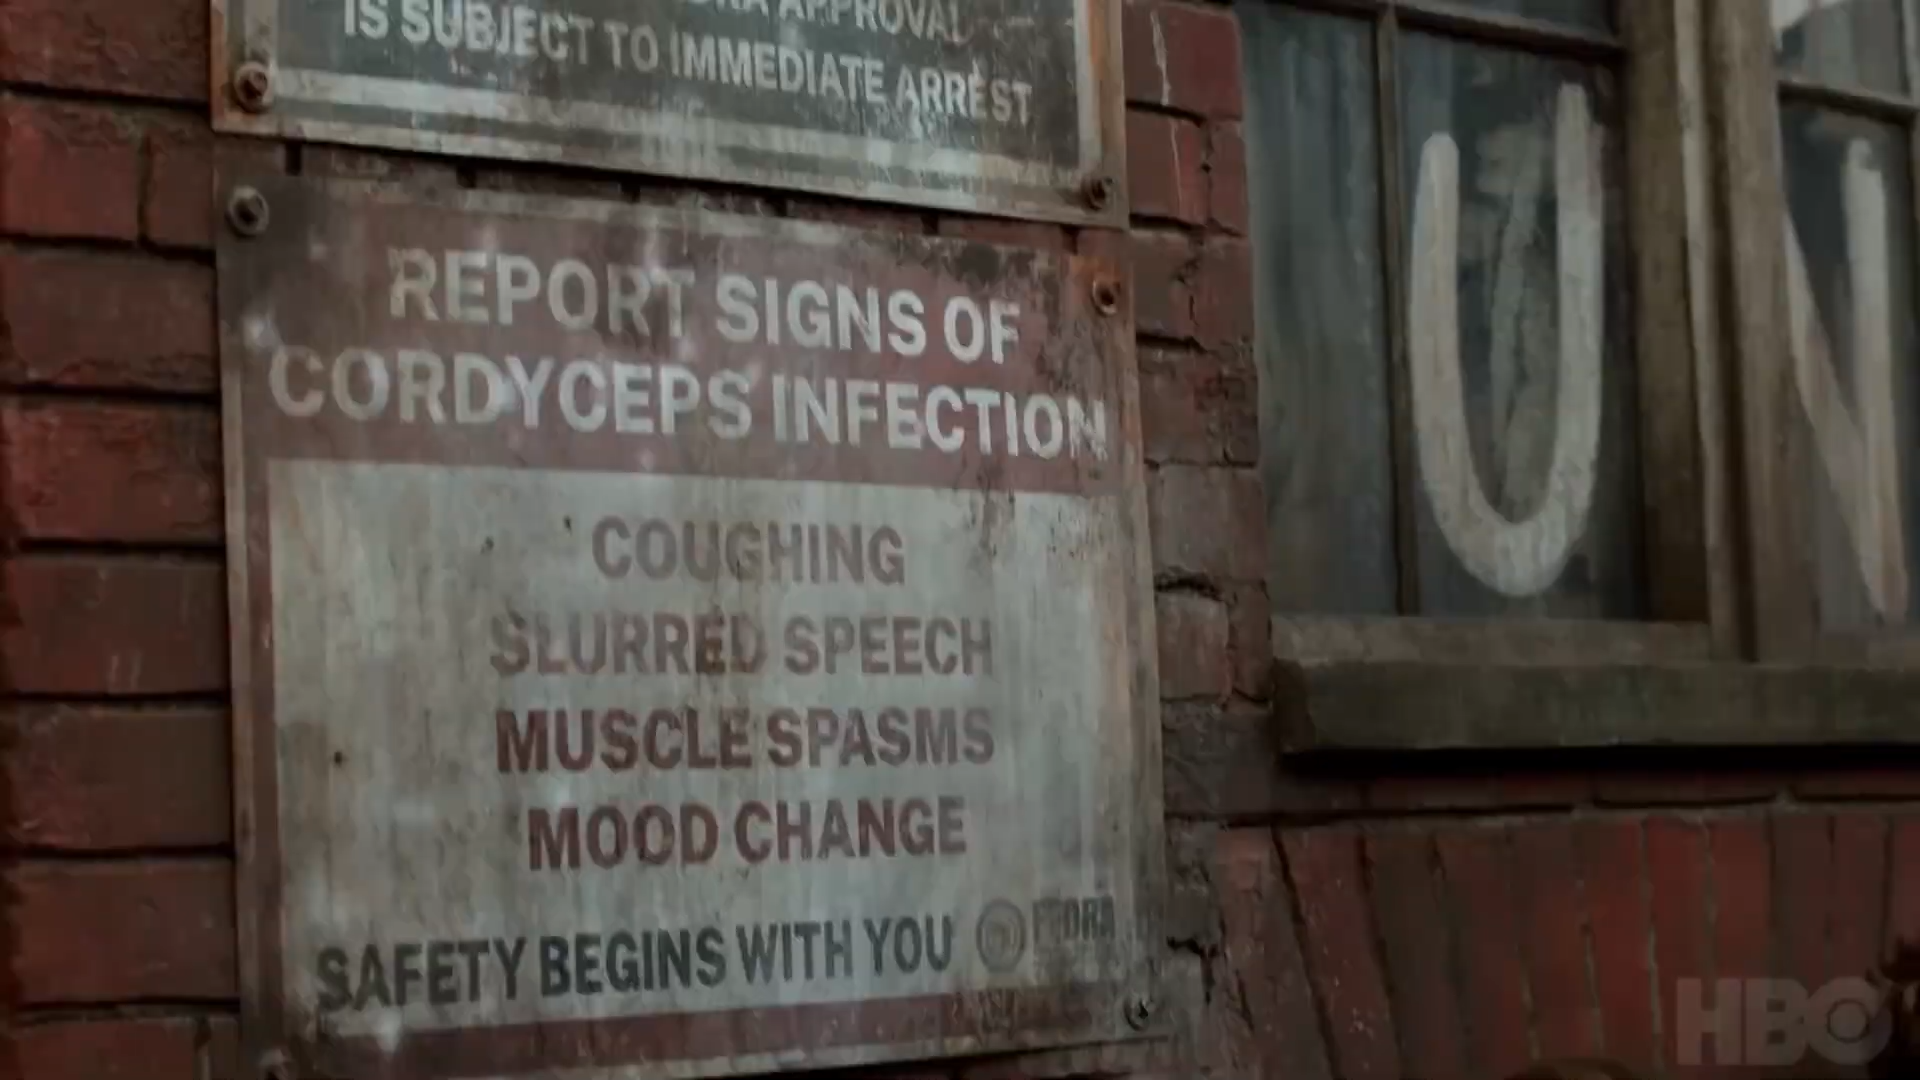 APPROVAL
IS SUBJECT TO IMMEDIATE ARREST
REPORT SIGNS OF
CORDYCEPS INFECTION
COUGHING
SLURRED SPEECH
MUSCLE SPASMS
MOOD CHANGE
SAFETY BEGINS WITH YOU
FEDRA
UN
HBO